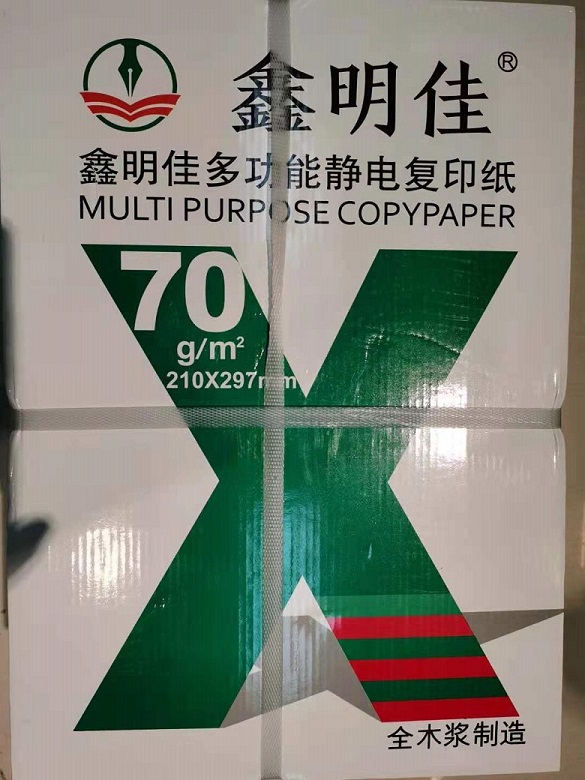 鑫明佳®
鑫明佳多功能静电复印纸
MULTI PURPOSE COPYPAPER
70
g/m²
210X297mm
全木浆制造